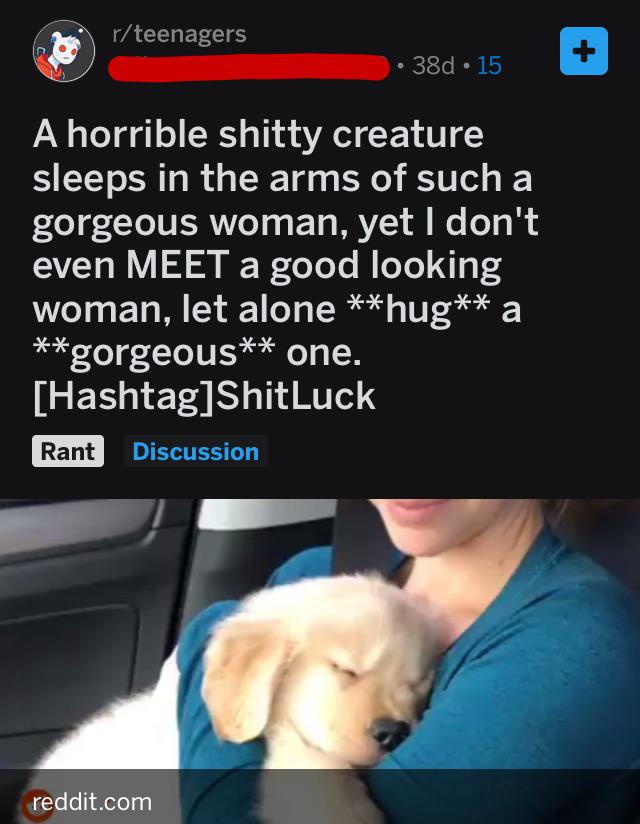 r/teenagers
• 38d • 15
A horrible shitty creature
sleeps in the arms of such a
gorgeous woman, yet I don't
even MEET a good looking
woman, let alone **hug** a
**gorgeous** one.
[Hashtag]ShitLuck
Rant Discussion
reddit.com